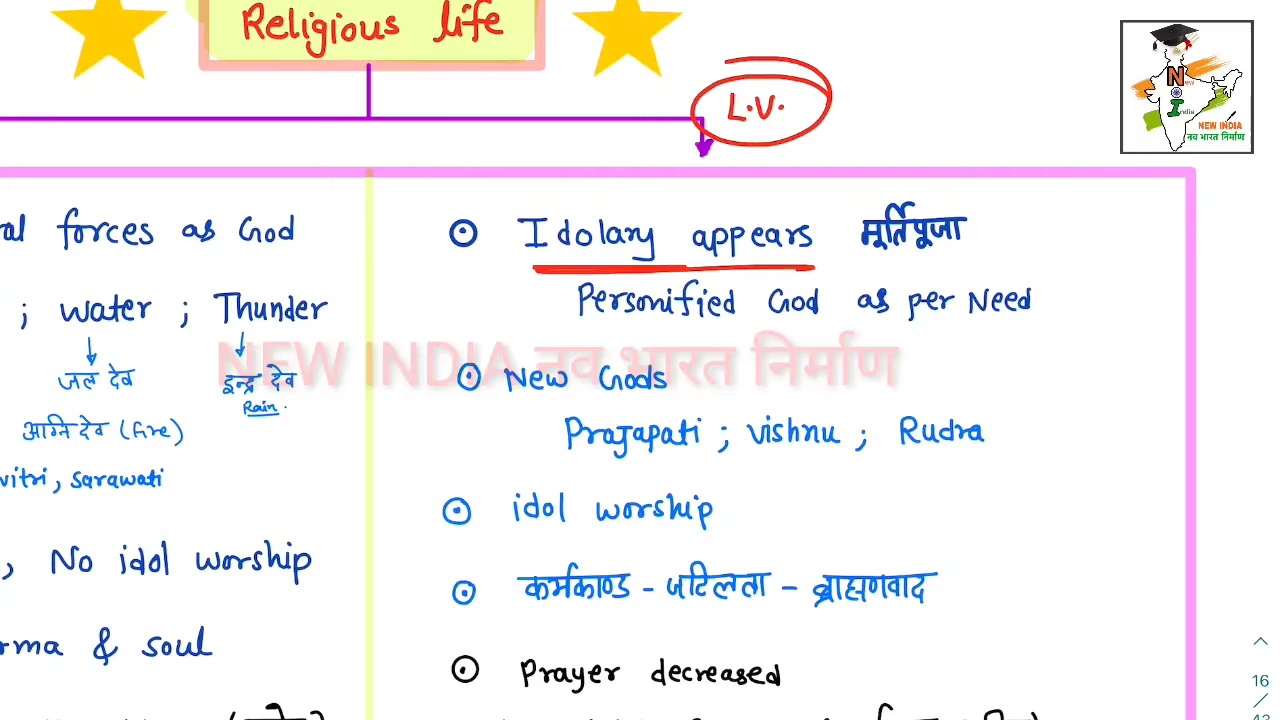 Religious life
L.V.
NEW INDIA
नव भारत निर्माण
ral forces as God
; water ; Thunder
जल देव
इन्द्र देव
Rain.
अग्नि देव (fire)
vitri, sarawati
, No idol worship
rma & soul
Idolary appears मूर्तिपूजा
Personified God as per Need
NEW INDIA नव भारत निर्माण
New Gods
Prajapati ; vishnu ; Rudra
idol worship
कर्मकाण्ड - जटिलता - ब्राह्मणवाद
Prayer decreased
16
/